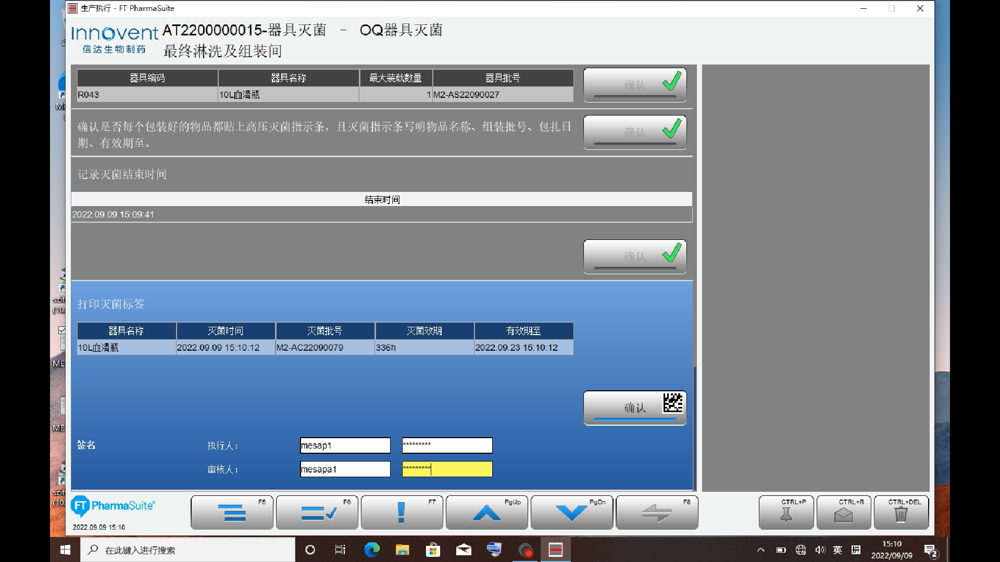 生产执行 - FT PharmaSuite
Innovent
信达生物制药
AT2200000015-器具灭菌 - OQ器具灭菌
最终淋洗及组装间
器具编码 器具名称 最大装载数量 器具批号
R043 10L血清瓶 1 M2-AS22090027
确认
确认是否每个包装好的物品都贴上高压灭菌指示条，且灭菌指示条写明物品名称、组装批号、包扎日
期、有效期至。
确认
记录灭菌结束时间
结束时间
2022.09.09 15:09:41
确认
打印灭菌标签
器具名称 灭菌时间 灭菌批号 灭菌效期 有效期至
10L血清瓶 2022.09.09 15:10:12 M2-AC22090079 336h 2022.09.23 15:10:12
确认
签名 执行人: mesap1 *********
审核人: mesapa1 *********
FT PharmaSuite®
2022.09.09 15:10
F5 F6 F7 PgUp PgDn F8 CTRL+P CTRL+R CTRL+DEL
szit
(10.
ME
ME
szit
(10.
在此键入进行搜索
英 拼
15:10
2022/09/09
2